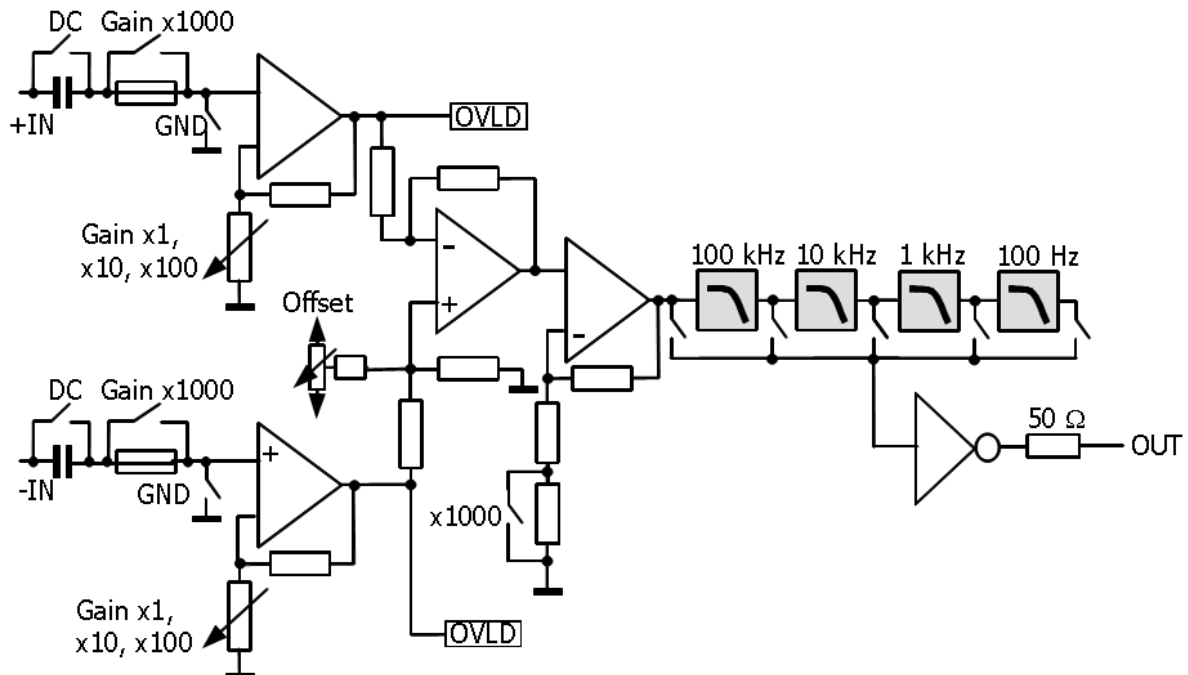 DC Gain x1000
+IN
GND
OVLD
Gain x1,
x10, x100
-
+
Offset
-
100 kHz 10 kHz 1 kHz 100 Hz
DC Gain x1000
+
-IN
GND
x1000
50 Ω
OUT
Gain x1,
x10, x100
OVLD